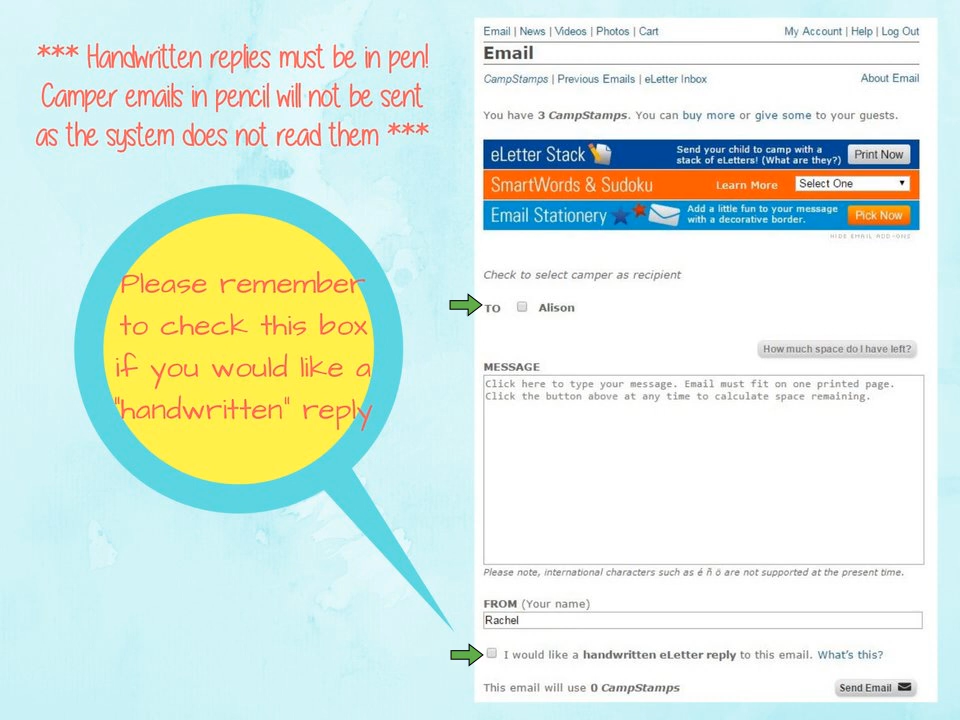 *** Handwritten replies must be in pen!
Camper emails in pencil will not be sent
as the system does not read them ***
Please remember
to check this box
if you would like a
"handwritten" reply
Email | News | Videos | Photos | Cart
My Account | Help | Log Out
Email
CampStamps | Previous Emails | eLetter Inbox
About Email
You have 3 CampStamps. You can buy more or give some to your guests.
eLetter Stack
Send your child to camp with a
stack of eLetters! (What are they?)
Print Now
SmartWords & Sudoku
Learn More
Select One
Email Stationery
Add a little fun to your message
with a decorative border.
Pick Now
HIDE EMAIL ADD-ONS
Check to select camper as recipient
TO Alison
How much space do I have left?
MESSAGE
Click here to type your message. Email must fit on one printed page.
Click the button above at any time to calculate space remaining.
Please note, international characters such as é ñ ö are not supported at the present time.
FROM (Your name)
Rachel
I would like a handwritten eLetter reply to this email. What's this?
This email will use 0 CampStamps
Send Email